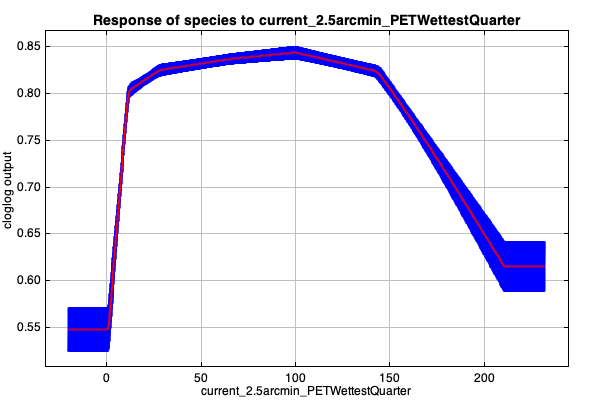 Response of species to current_2.5arcmin_PETWettestQuarter
0.85
0.80
0.75
0.70
0.65
0.60
0.55
cloglog output
0 50 100 150 200
current_2.5arcmin_PETWettestQuarter